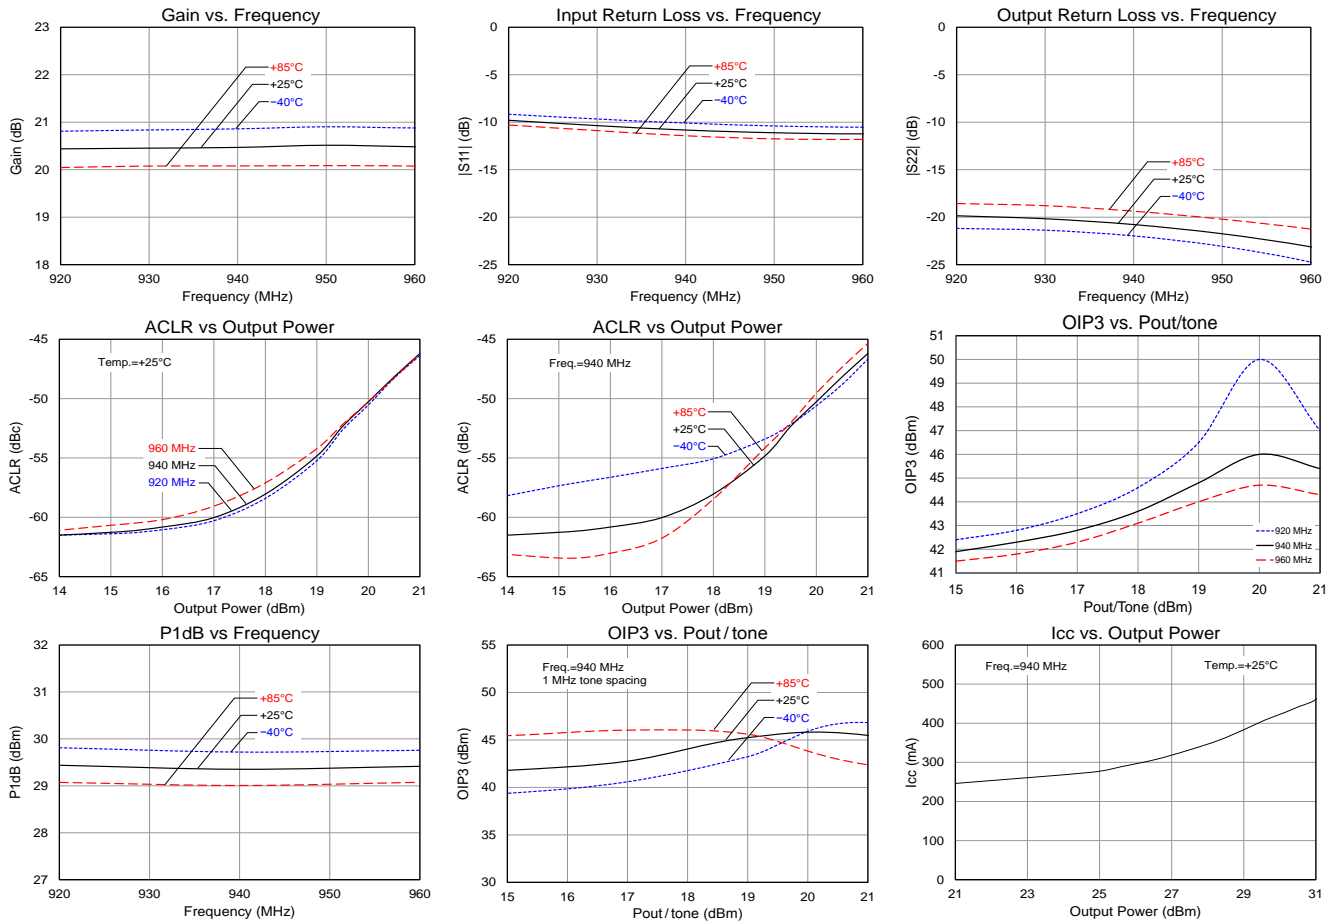 Gain vs. Frequency
23
22
21
20
19
18
Gain (dB)
+85°C
+25°C
−40°C
920 930 940 950 960
Frequency (MHz)
Input Return Loss vs. Frequency
-0
-5
-10
-15
-20
-25
|S11| (dB)
+85°C
+25°C
−40°C
920 930 940 950 960
Frequency (MHz)
Output Return Loss vs. Frequency
0
-5
-10
-15
-20
-25
|S22| (dB)
+85°C
+25°C
−40°C
920 930 940 950 960
Frequency (MHz)
ACLR vs Output Power
-45
-50
-55
-60
-65
ACLR (dBc)
Temp.=+25°C
960 MHz
940 MHz
920 MHz
14 15 16 17 18 19 20 21
Output Power (dBm)
ACLR vs Output Power
-45
-50
-55
-60
-65
ACLR (dBc)
Freq.=940 MHz
+85°C
+25°C
−40°C
14 15 16 17 18 19 20 21
Output Power (dBm)
OIP3 vs. Pout/tone
51
50
49
48
47
46
45
44
43
42
41
OIP3 (dBm)
920 MHz
940 MHz
960 MHz
15 16 17 18 19 20 21
Pout/Tone (dBm)
P1dB vs Frequency
32
31
30
29
28
27
P1dB (dBm)
+85°C
+25°C
−40°C
920 930 940 950 960
Frequency (MHz)
OIP3 vs. Pout / tone
55
50
45
40
35
30
OIP3 (dBm)
Freq.=940 MHz
1 MHz tone spacing
+85°C
+25°C
−40°C
15 16 17 18 19 20 21
Pout / tone (dBm)
Icc vs. Output Power
600
500
400
300
200
100
0
Icc (mA)
Freq.=940 MHz
Temp.=+25°C
21 23 25 27 29 31
Output Power (dBm)